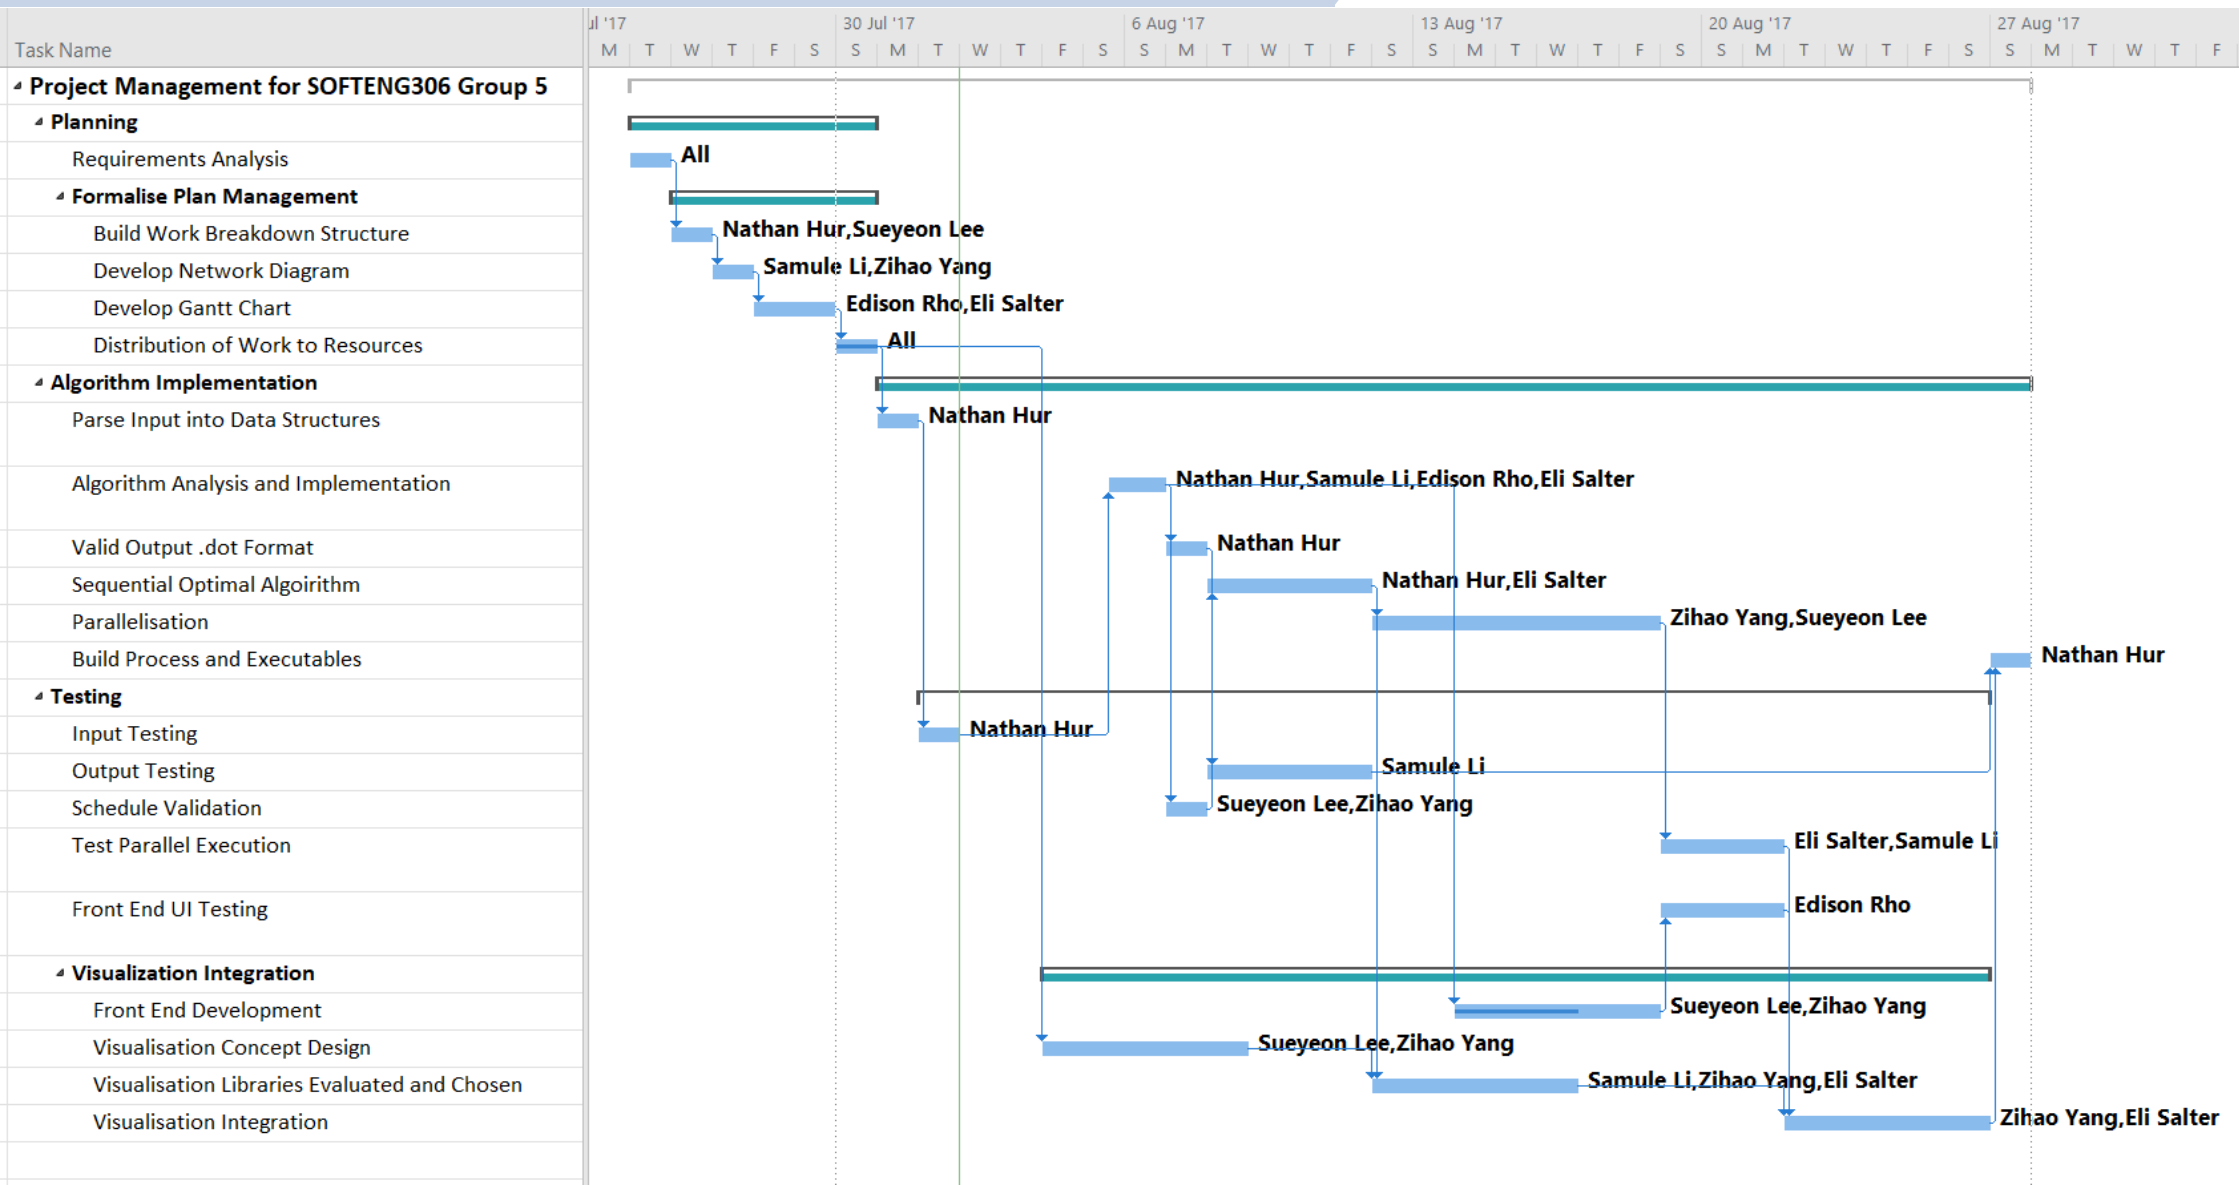 ul '17 30 Jul '17 6 Aug '17 13 Aug '17 20 Aug '17 27 Aug '17
Task Name M T W T F S S M T W T F S S M T W T F S S M T W T F S S M T W T F S S M T W T F
Project Management for SOFTENG306 Group 5
Planning
Requirements Analysis All
Formalise Plan Management
Build Work Breakdown Structure Nathan Hur,Sueyeon Lee
Develop Network Diagram Samule Li,Zihao Yang
Develop Gantt Chart Edison Rho,Eli Salter
Distribution of Work to Resources All
Algorithm Implementation
Parse Input into Data Structures Nathan Hur
Algorithm Analysis and Implementation Nathan Hur,Samule Li,Edison Rho,Eli Salter
Valid Output .dot Format Nathan Hur
Sequential Optimal Algoirithm Nathan Hur,Eli Salter
Parallelisation Zihao Yang,Sueyeon Lee
Build Process and Executables Nathan Hur
Testing
Input Testing Nathan Hur
Output Testing Samule Li
Schedule Validation Sueyeon Lee,Zihao Yang
Test Parallel Execution Eli Salter,Samule Li
Front End UI Testing Edison Rho
Visualization Integration
Front End Development Sueyeon Lee,Zihao Yang
Visualisation Concept Design Sueyeon Lee,Zihao Yang
Visualisation Libraries Evaluated and Chosen Samule Li,Zihao Yang,Eli Salter
Visualisation Integration Zihao Yang,Eli Salter